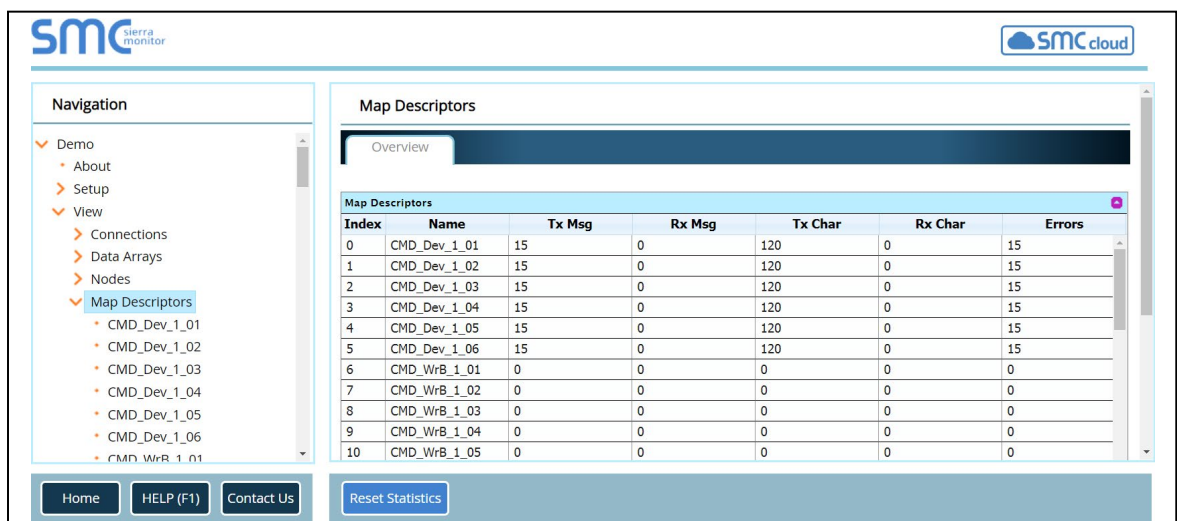 SMC sierra monitor
SMC cloud
Navigation
Demo
About
Setup
View
Connections
Data Arrays
Nodes
Map Descriptors
CMD_Dev_1_01
CMD_Dev_1_02
CMD_Dev_1_03
CMD_Dev_1_04
CMD_Dev_1_05
CMD_Dev_1_06
CMD_WrB_1_01
Map Descriptors
Overview
Map Descriptors
Index Name Tx Msg Rx Msg Tx Char Rx Char Errors
0 CMD_Dev_1_01 15 0 120 0 15
1 CMD_Dev_1_02 15 0 120 0 15
2 CMD_Dev_1_03 15 0 120 0 15
3 CMD_Dev_1_04 15 0 120 0 15
4 CMD_Dev_1_05 15 0 120 0 15
5 CMD_Dev_1_06 15 0 120 0 15
6 CMD_WrB_1_01 0 0 0 0 0
7 CMD_WrB_1_02 0 0 0 0 0
8 CMD_WrB_1_03 0 0 0 0 0
9 CMD_WrB_1_04 0 0 0 0 0
10 CMD_WrB_1_05 0 0 0 0 0
Home HELP (F1) Contact Us
Reset Statistics